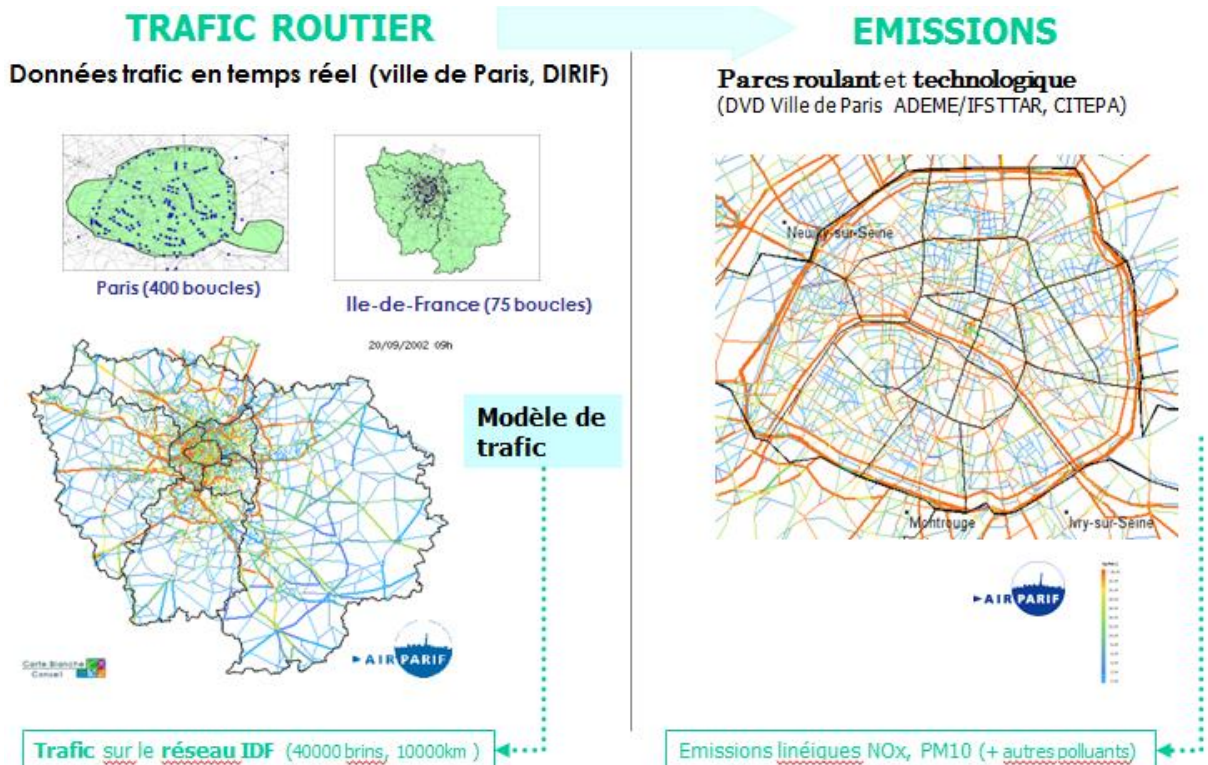 TRAFIC ROUTIER
Données trafic en temps réel (ville de Paris, DIRIF)
Paris (400 boucles)
Ile-de-France (75 boucles)
20/09/2002 09h
Modèle de
trafic
Carte Blanche
Conseil
AIRPARIF
Trafic sur le réseau IDF (40000 brins, 10000km )
EMISSIONS
Parcs roulant et technologique
(DVD Ville de Paris ADEME/IFSTTAR, CITEPA)
Neuilly-sur-Seine
Montrouge
Ivry-sur-Seine
AIRPARIF
Emissions linéiques NOx, PM10 (+ autres polluants)